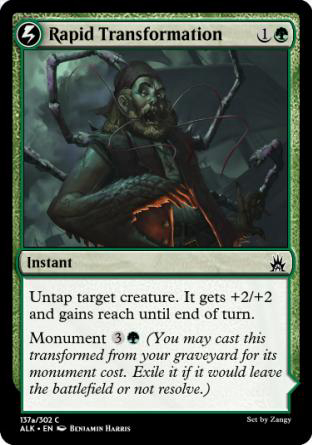 Rapid Transformation 1
Instant
Untap target creature. It gets +2/+2
and gains reach until end of turn.
Monument 3 (You may cast this
transformed from your graveyard for its
monument cost. Exile it if it would leave
the battlefield or not resolve.)
137a/302 C
ALK • EN Benjamin Harris
Set by Zangy